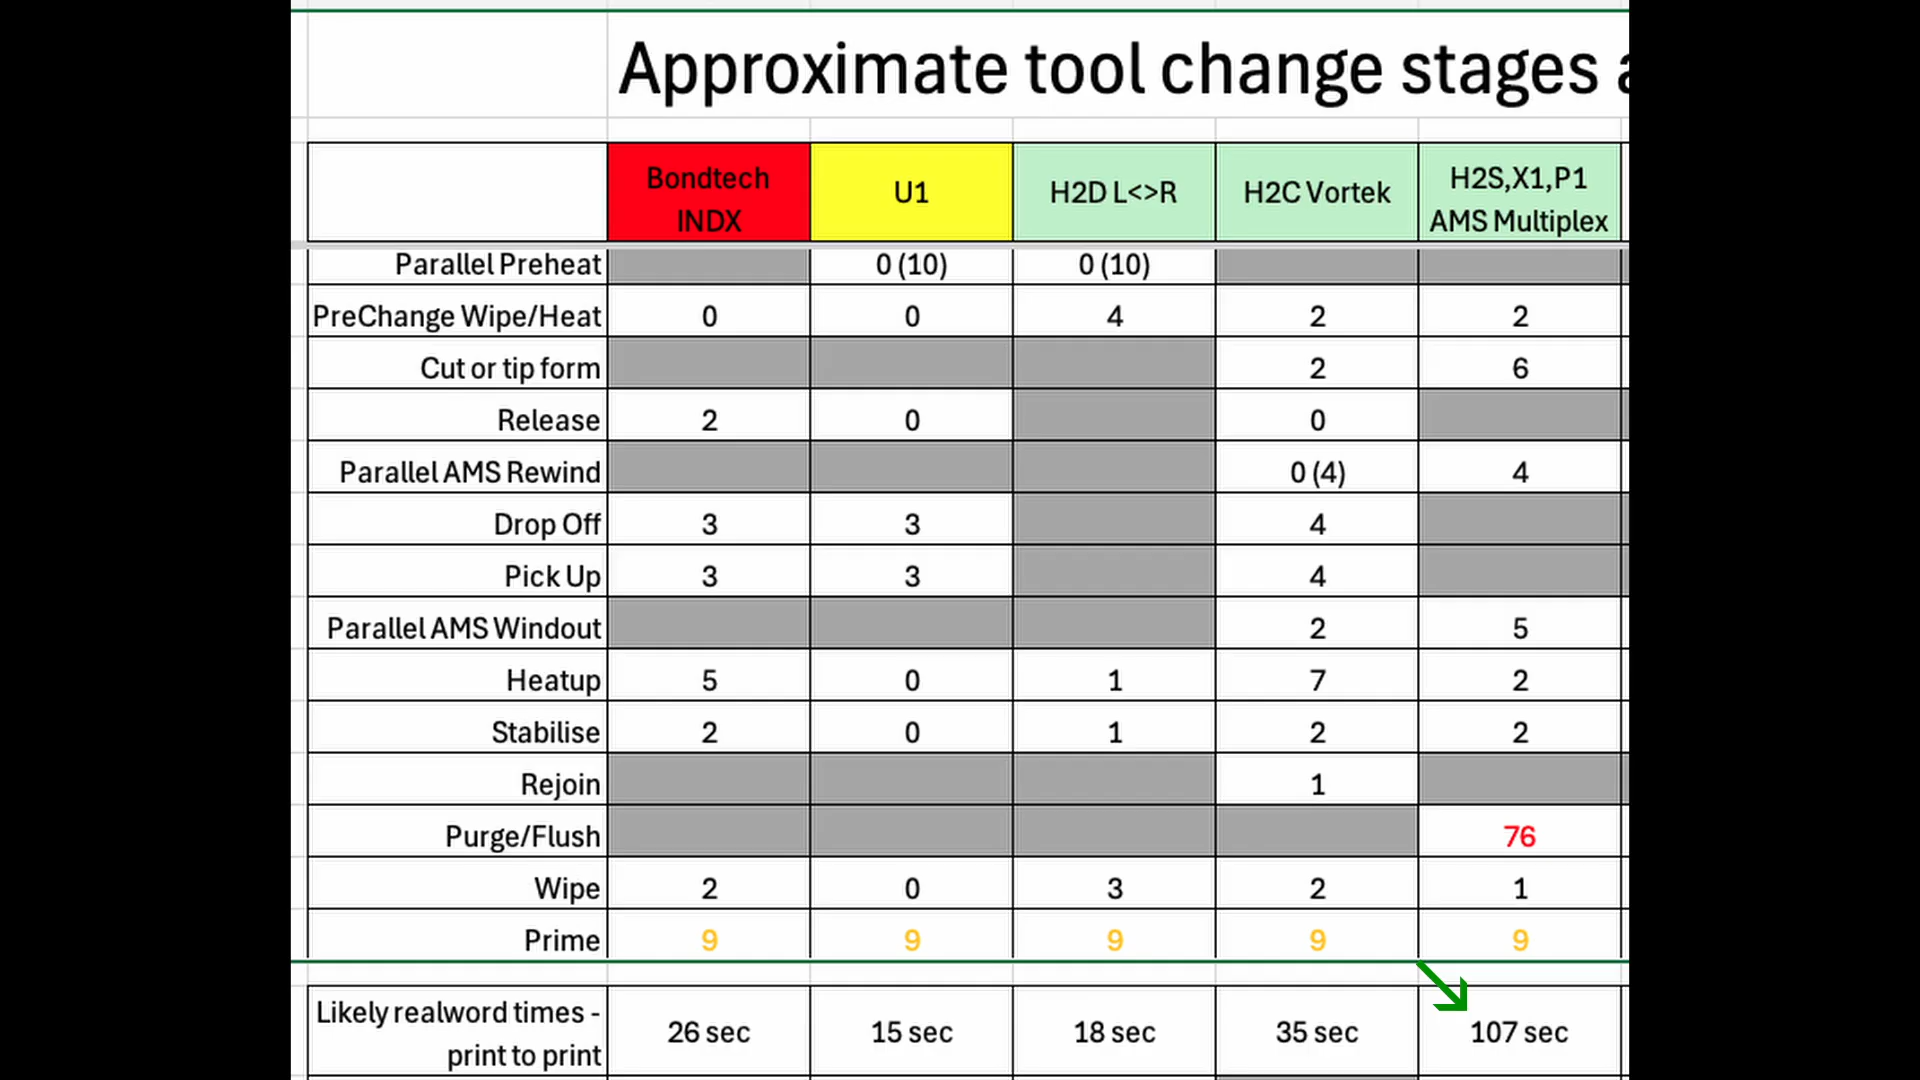 Approximate tool change stages
Bondtech INDX U1 H2D L<>R H2C Vortek H2S,X1,P1 AMS Multiplex
Parallel Preheat 0 (10) 0 (10)
PreChange Wipe/Heat 0 0 4 2 2
Cut or tip form 2 6
Release 2 0 0
Parallel AMS Rewind 0 (4) 4
Drop Off 3 3 4
Pick Up 3 3 4
Parallel AMS Windout 2 5
Heatup 5 0 1 7 2
Stabilise 2 0 1 2 2
Rejoin 1
Purge/Flush 76
Wipe 2 0 3 2 1
Prime 9 9 9 9 9
Likely realword times -
print to print 26 sec 15 sec 18 sec 35 sec 107 sec